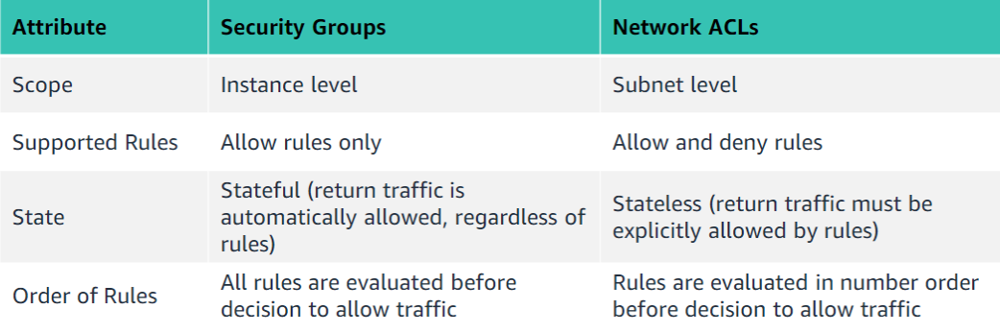 Attribute
Security Groups
Network ACLs
Scope
Instance level
Subnet level
Supported Rules
Allow rules only
Allow and deny rules
State
Stateful (return traffic is
automatically allowed, regardless of
rules)
Stateless (return traffic must be
explicitly allowed by rules)
Order of Rules
All rules are evaluated before
decision to allow traffic
Rules are evaluated in number order
before decision to allow traffic